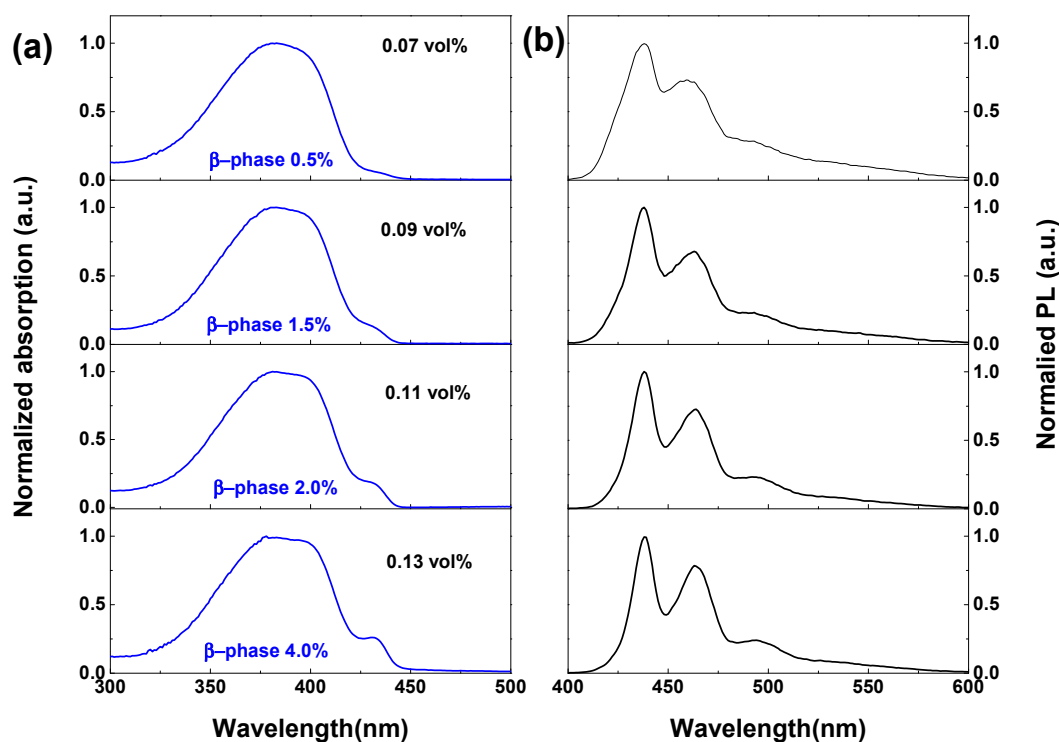 (a)
(b)
Normalized absorption (a.u.)
1.0
0.5
0.0
0.07 vol%
β–phase 0.5%
1.0
0.5
0.0
1.0
0.5
0.0
0.09 vol%
β–phase 1.5%
1.0
0.5
0.0
1.0
0.5
0.0
0.11 vol%
β–phase 2.0%
1.0
0.5
0.0
1.0
0.5
0.0
0.13 vol%
β–phase 4.0%
1.0
0.5
0.0
Normalied PL (a.u.)
300 350 400 450 500
400 450 500 550 600
Wavelength(nm)
Wavelength(nm)